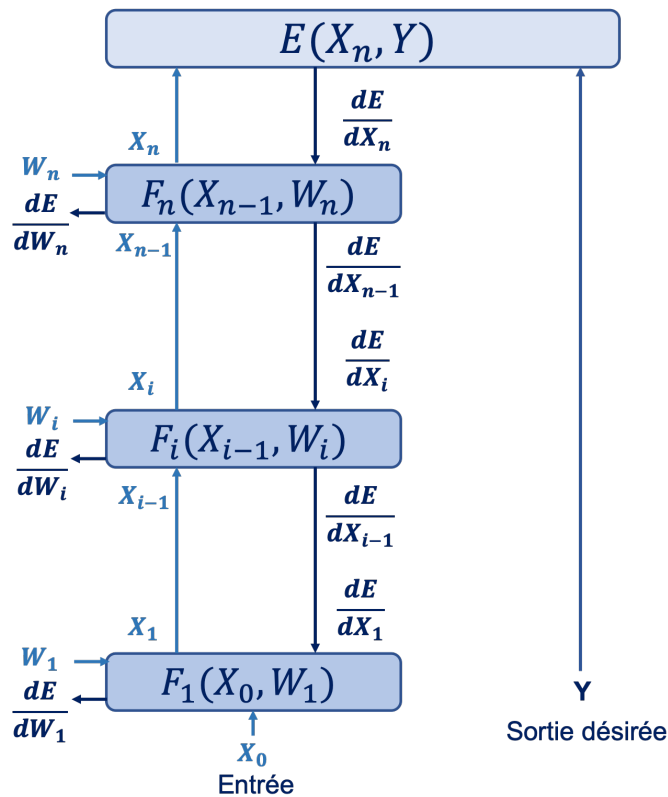 E(Xₙ, Y)
dE/dXₙ
Xₙ
Wₙ
Fₙ(Xₙ₋₁, Wₙ)
dE/dWₙ
Xₙ₋₁
dE/dXₙ₋₁
dE/dXᵢ
Xᵢ
Wᵢ
Fᵢ(Xᵢ₋₁, Wᵢ)
dE/dWᵢ
Xᵢ₋₁
dE/dXᵢ₋₁
dE/dX₁
X₁
W₁
F₁(X₀, W₁)
dE/dW₁
X₀
Entrée
Y
Sortie désirée